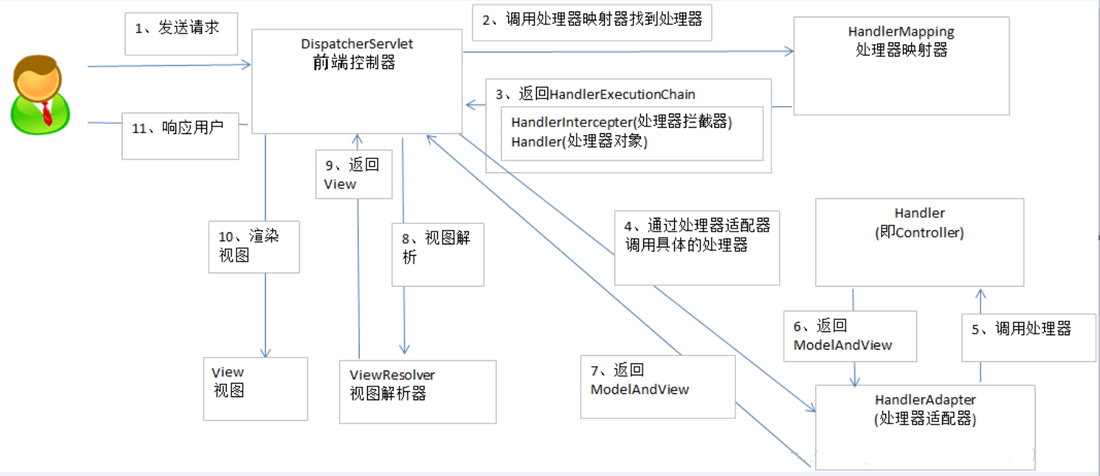 1、发送请求
2、调用处理器映射器找到处理器
DispatcherServlet
前端控制器
HandlerMapping
处理器映射器
3、返回HandlerExecutionChain
HandlerIntercepter(处理器拦截器)
Handler(处理器对象)
11、响应用户
9、返回
View
4、通过处理器适配器
调用具体的处理器
Handler
(即Controller)
10、渲染
视图
8、视图解
析
6、返回
ModelAndView
5、调用处理器
View
视图
ViewResolver
视图解析器
7、返回
ModelAndView
HandlerAdapter
(处理器适配器)